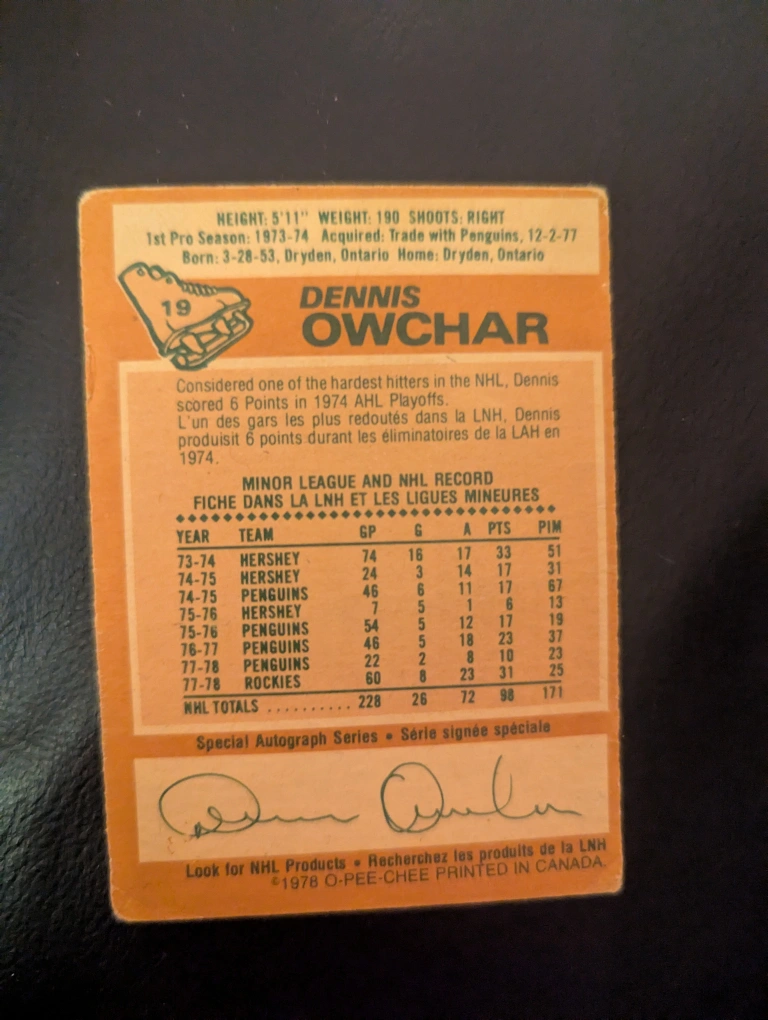 HEIGHT: 5'11" WEIGHT: 190 SHOOTS: RIGHT
1st Pro Season: 1973-74 Acquired: Trade with Penguins, 12-2-77
Born: 3-28-53, Dryden, Ontario Home: Dryden, Ontario
19
DENNIS
OWCHAR
Considered one of the hardest hitters in the NHL, Dennis
scored 6 Points in 1974 AHL Playoffs.
L'un des gars les plus redoutés dans la LNH, Dennis
produisit 6 points durant les éliminatoires de la LAH en
1974.
MINOR LEAGUE AND NHL RECORD
FICHE DANS LA LNH ET LES LIGUES MINEURES
YEAR TEAM GP G A PTS PIM
73-74 HERSHEY 74 16 17 33 51
74-75 HERSHEY 24 3 14 17 31
74-75 PENGUINS 46 6 11 17 67
75-76 HERSHEY 7 5 1 6 13
75-76 PENGUINS 54 5 12 17 19
76-77 PENGUINS 46 5 18 23 37
77-78 PENGUINS 22 2 8 10 23
77-78 ROCKIES 60 8 23 31 25
NHL TOTALS .......... 228 26 72 98 171
Special Autograph Series • Série signée spéciale
Dennis Owchar
Look for NHL Products • Recherchez les produits de la LNH
©1978 O-PEE-CHEE PRINTED IN CANADA.